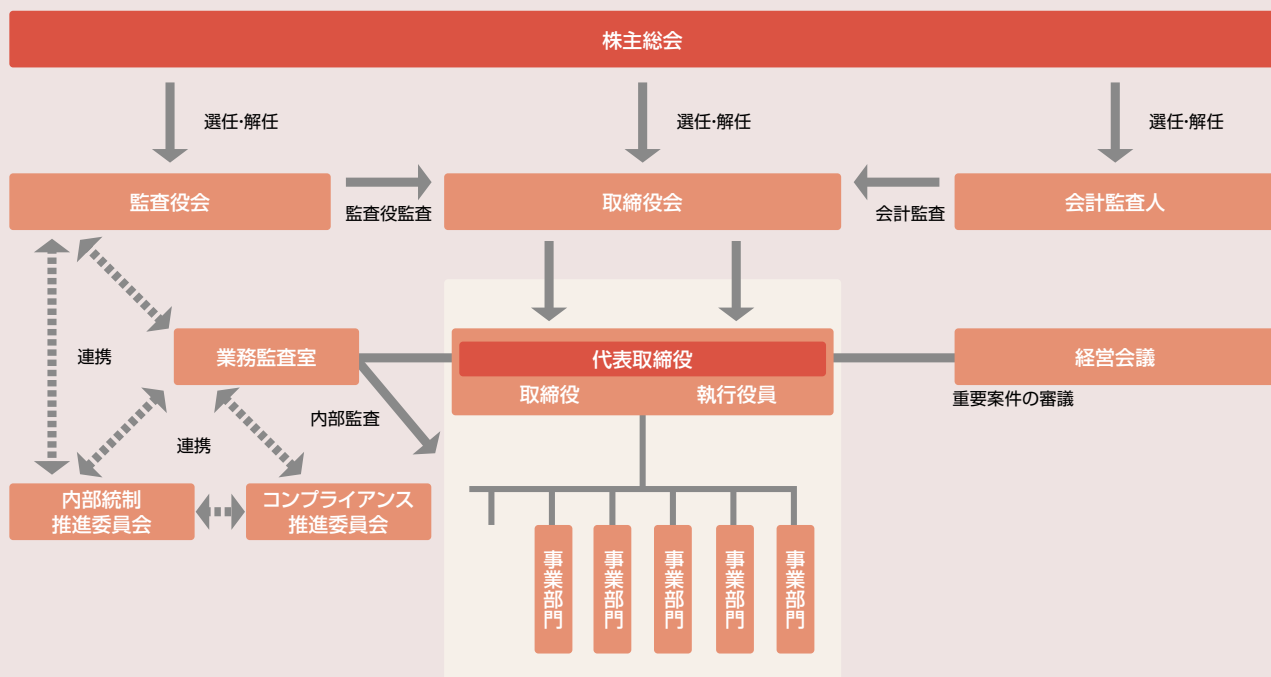 株主総会
選任・解任
選任・解任
選任・解任
監査役会
監査役監査
取締役会
会計監査
会計監査人
連携
業務監査室
代表取締役
取締役
執行役員
経営会議
重要案件の審議
内部監査
連携
内部統制
推進委員会
コンプライアンス
推進委員会
事業部門
事業部門
事業部門
事業部門
事業部門